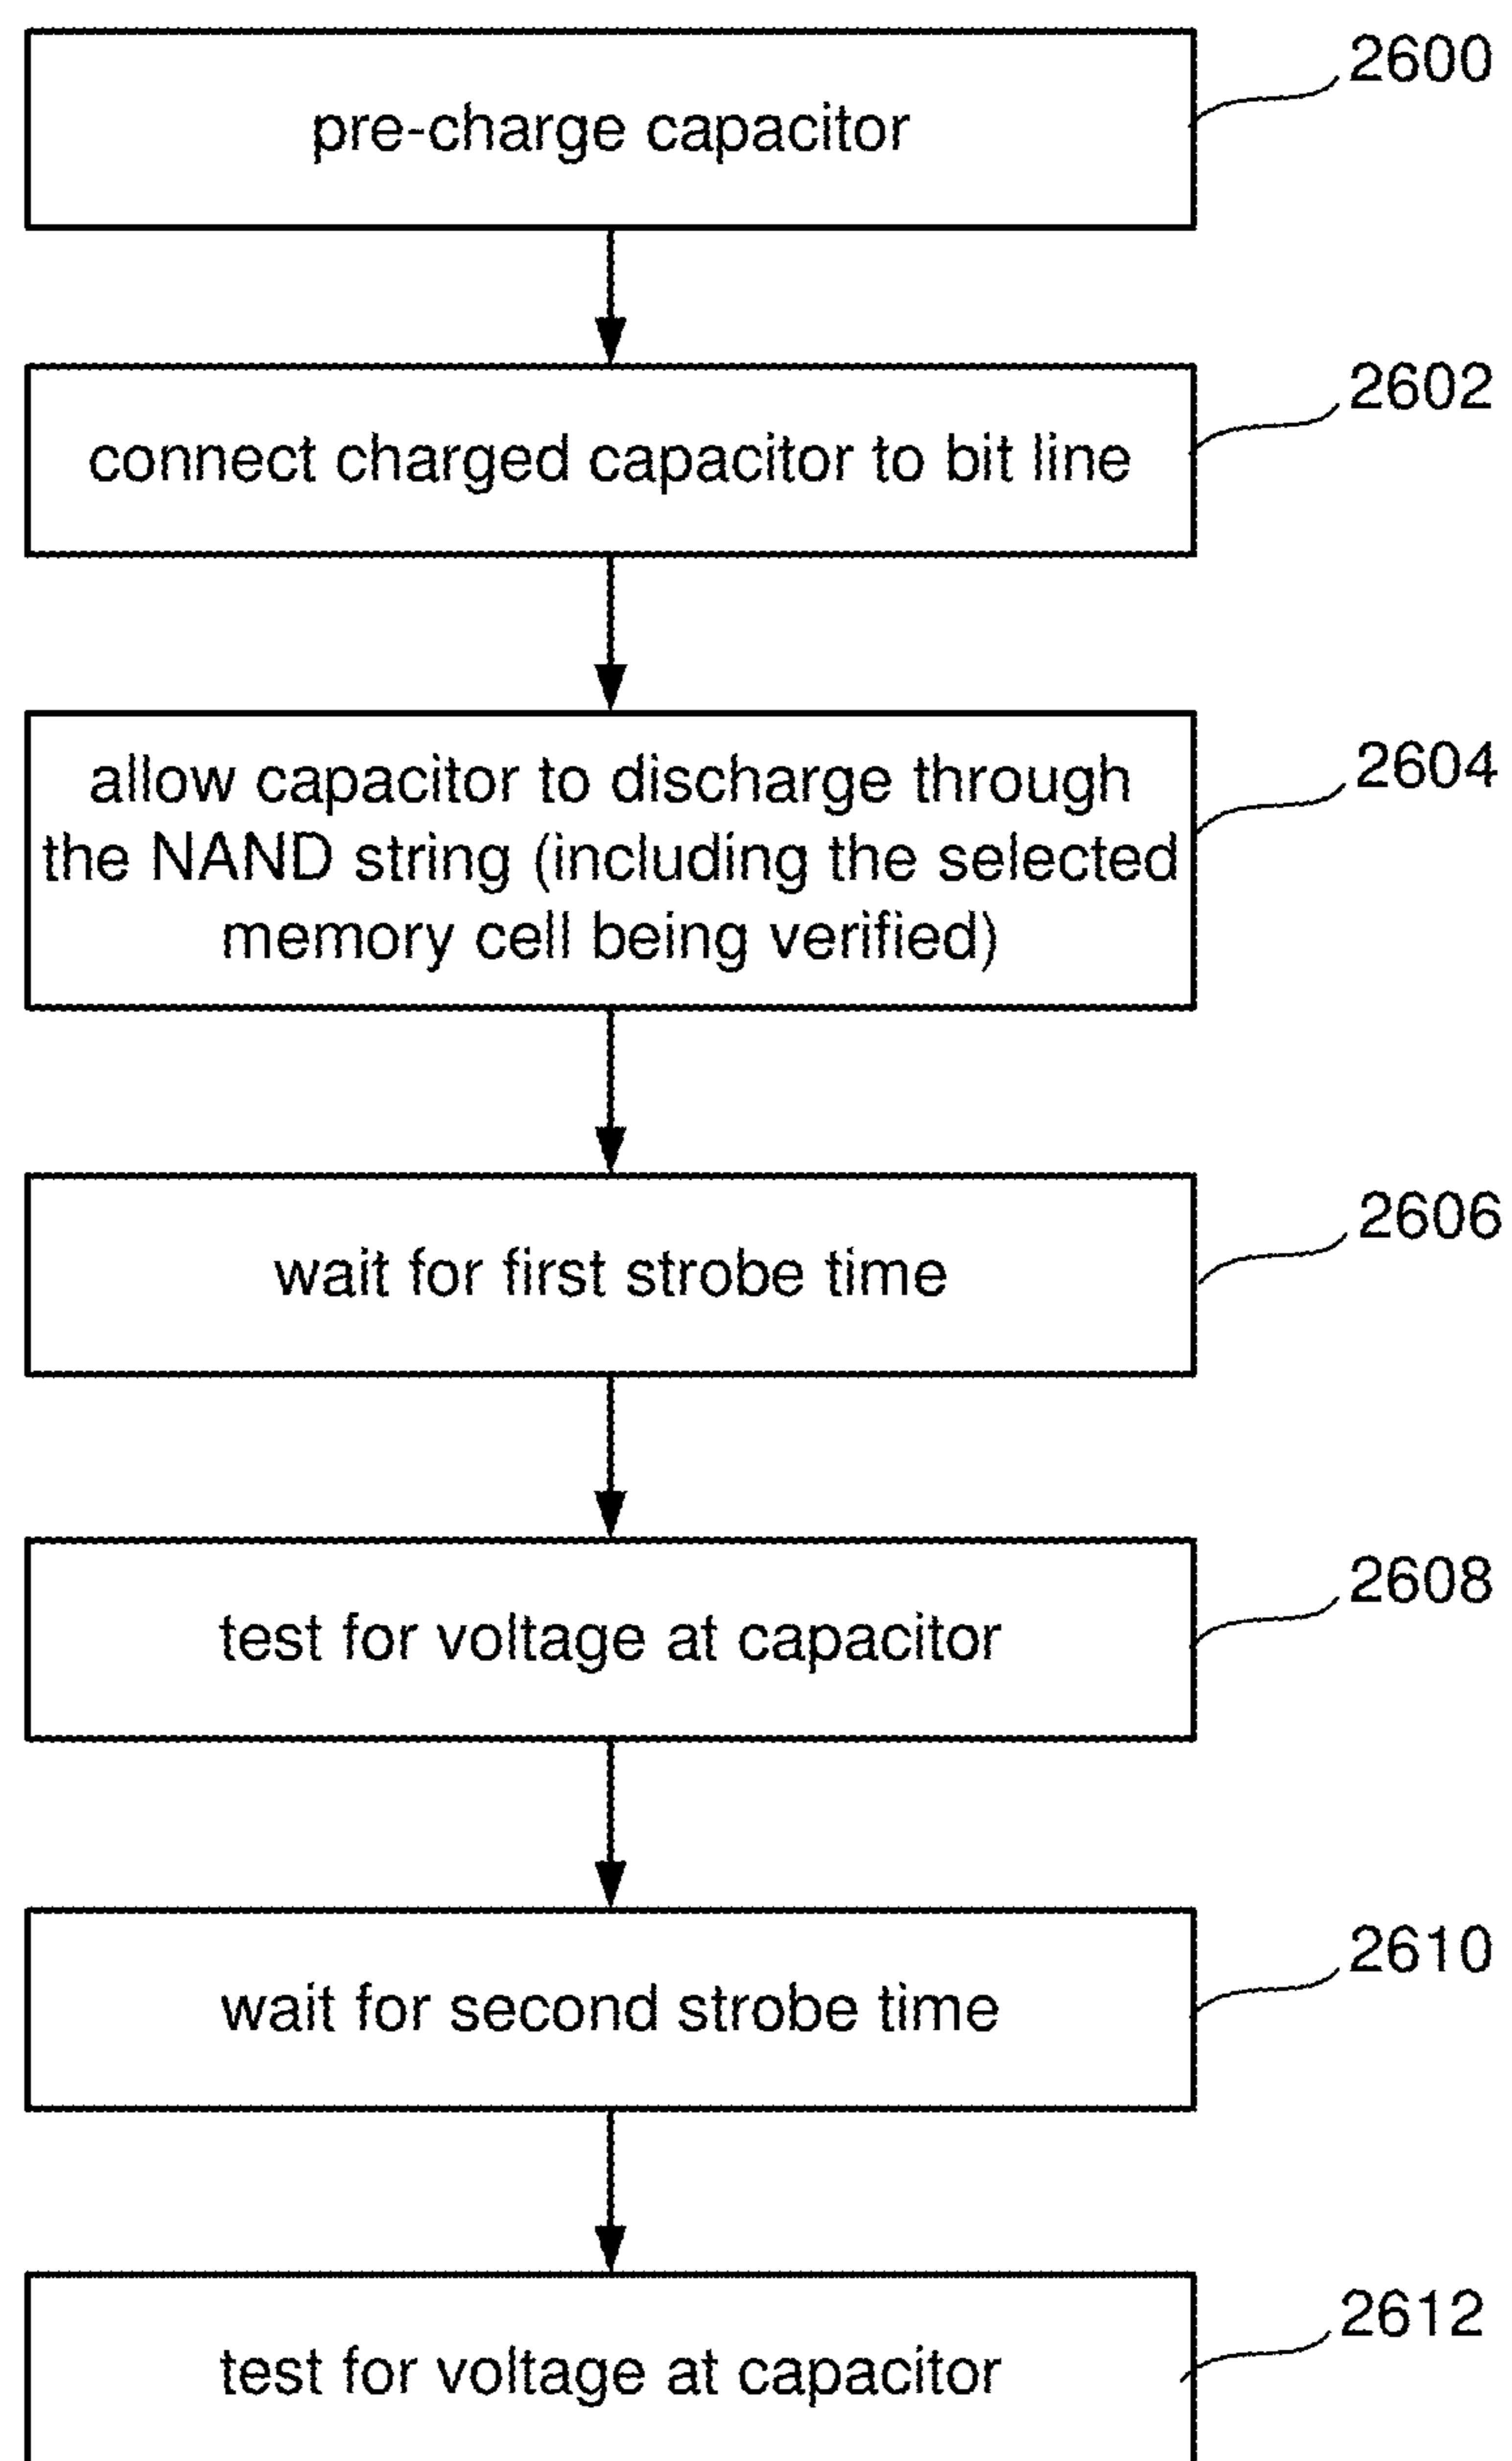 pre-charge capacitor
2600
connect charged capacitor to bit line
2602
allow capacitor to discharge through
the NAND string (including the selected
memory cell being verified)
2604
wait for first strobe time
2606
test for voltage at capacitor
2608
wait for second strobe time
2610
test for voltage at capacitor
2612